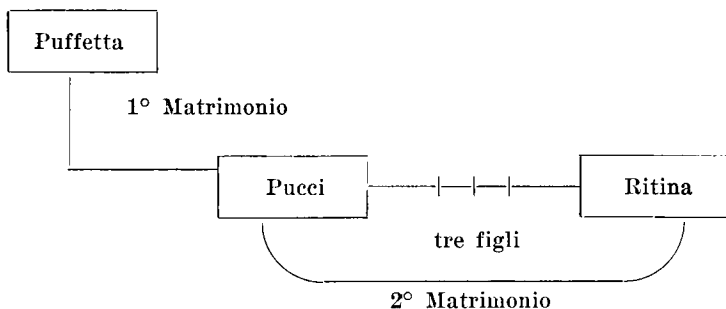 Puffetta
1° Matrimonio
Pucci
Ritina
tre figli
2° Matrimonio